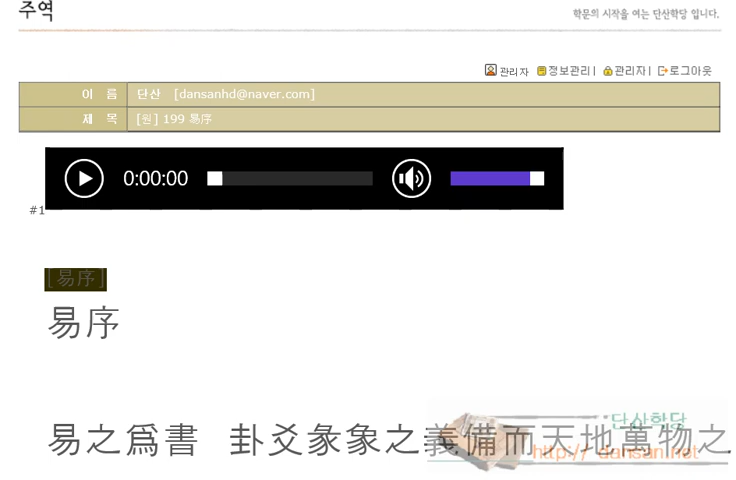 주역
학문의 시작을 여는 단산학당 입니다.
관리자 정보관리 | 관리자 | 로그아웃
이 름 단산 [dansanhd@naver.com]
제 목 [원] 199 易序
0:00:00
#1
[易序]
易序
단산학당
易之爲書 卦爻彖象之義備而天地萬物之
http:// dansan.net